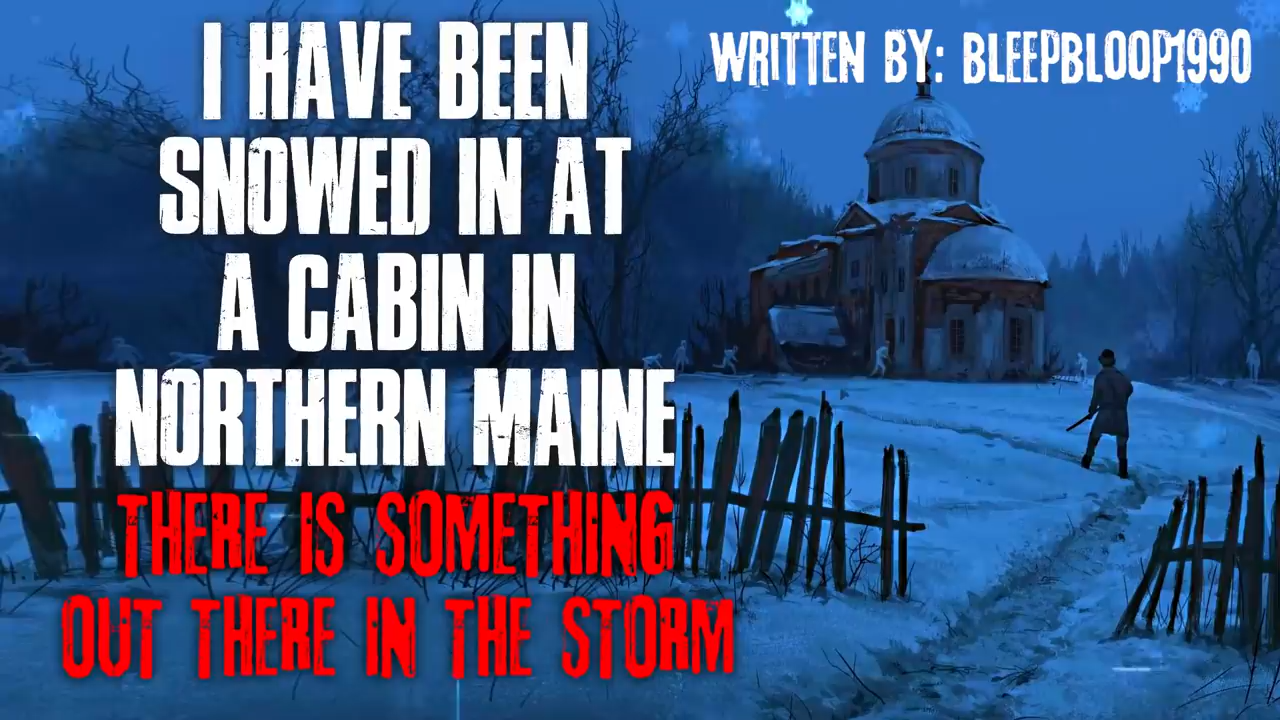 I HAVE BEEN
SNOWED IN AT
A CABIN IN
NORTHERN MAINE
THERE IS SOMETHING
OUT THERE IN THE STORM
WRITTEN BY: BLEEPBLOOP1990